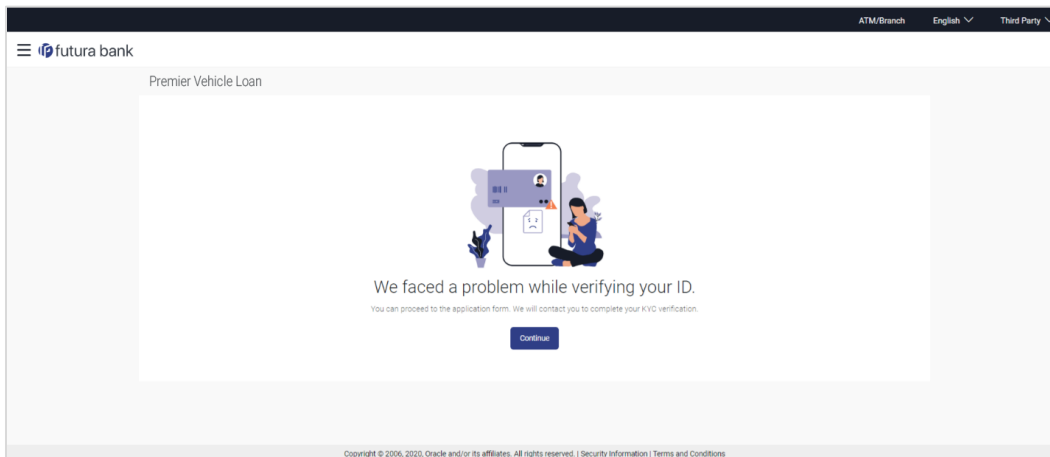 ATM/Branch English Third Party
futura bank
Premier Vehicle Loan
We faced a problem while verifying your ID.
You can proceed to the application form. We will contact you to complete your KYC verification.
Continue
Copyright © 2006, 2020, Oracle and/or its affiliates. All rights reserved. | Security Information | Terms and Conditions